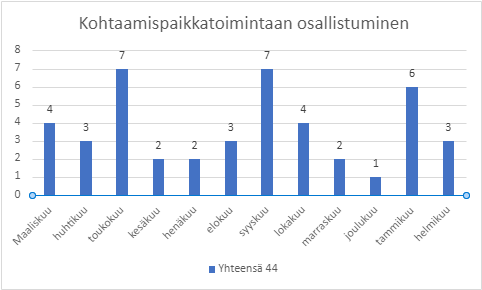 Kohtaamispaikkatoimintaan osallistuminen
8
7
6
5
4
3
2
1
0
4
3
7
2
2
3
7
4
2
1
6
3
Maaliskuu
huhtikuu
toukokuu
kesäkuu
henäkuu
elokuu
syyskuu
lokakuu
marraskuu
joulukuu
tammikuu
helmikuu
Yhteensä 44